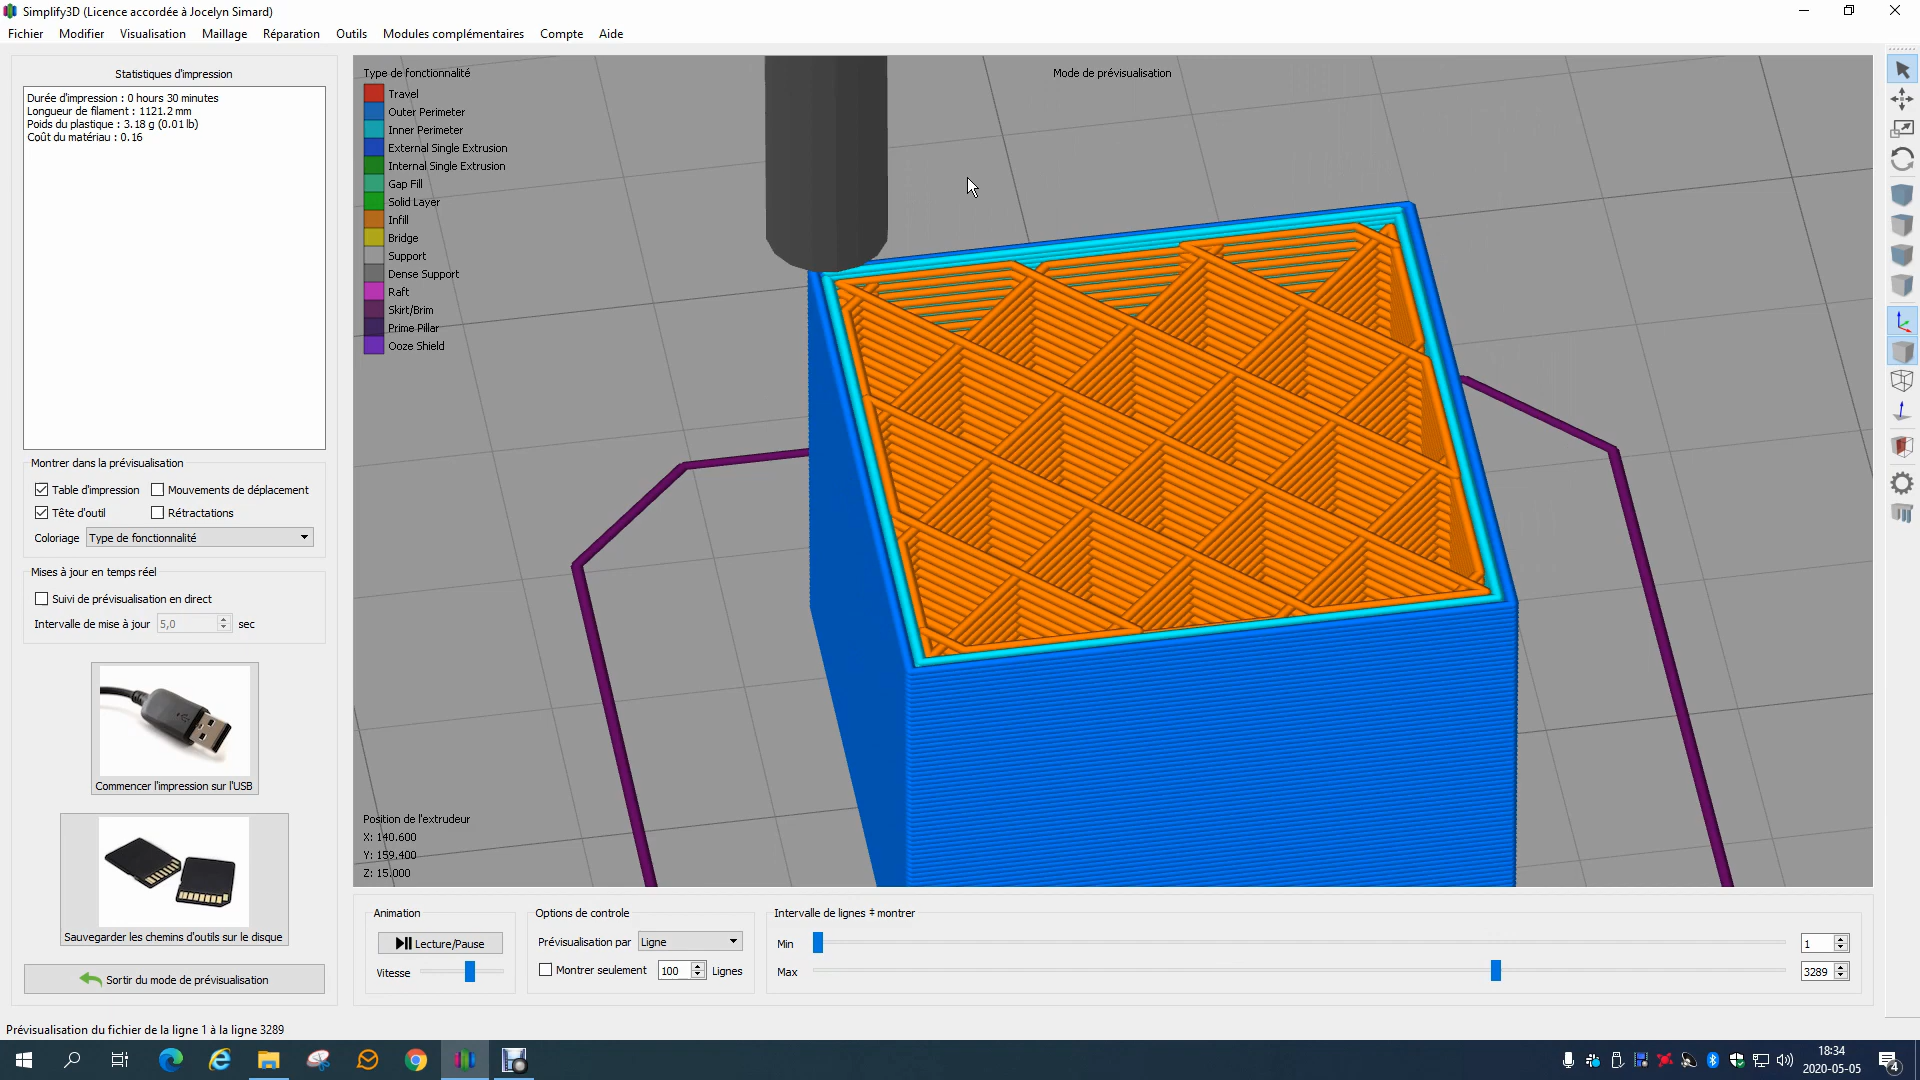 Simplify3D (Licence accordée à Jocelyn Simard)
Fichier Modifier Visualisation Maillage Réparation Outils Modules complémentaires Compte Aide
Statistiques d'impression
Durée d'impression : 0 hours 30 minutes
Longueur de filament : 1121.2 mm
Poids du plastique : 3.18 g (0.01 lb)
Coût du matériau : 0.16
Montrer dans la prévisualisation
Table d'impression Mouvements de déplacement
Tête d'outil Rétractations
Coloriage Type de fonctionnalité
Mises à jour en temps réel
Suivi de prévisualisation en direct
Intervalle de mise à jour 5,0 sec
Commencer l'impression sur l'USB
Sauvegarder les chemins d'outils sur le disque
Sortir du mode de prévisualisation
Type de fonctionnalité
Travel
Outer Perimeter
Inner Perimeter
External Single Extrusion
Internal Single Extrusion
Gap Fill
Solid Layer
Infill
Bridge
Support
Dense Support
Raft
Skirt/Brim
Prime Pillar
Ooze Shield
Mode de prévisualisation
Position de l'extrudeur
X: 140.600
Y: 159.400
Z: 15.000
Animation
Lecture/Pause
Vitesse
Options de controle
Prévisualisation par Ligne
Montrer seulement 100 Lignes
Intervalle de lignes ‡ montrer
Min 1
Max 3289
Prévisualisation du fichier de la ligne 1 à la ligne 3289
18:34
2020-05-05
4